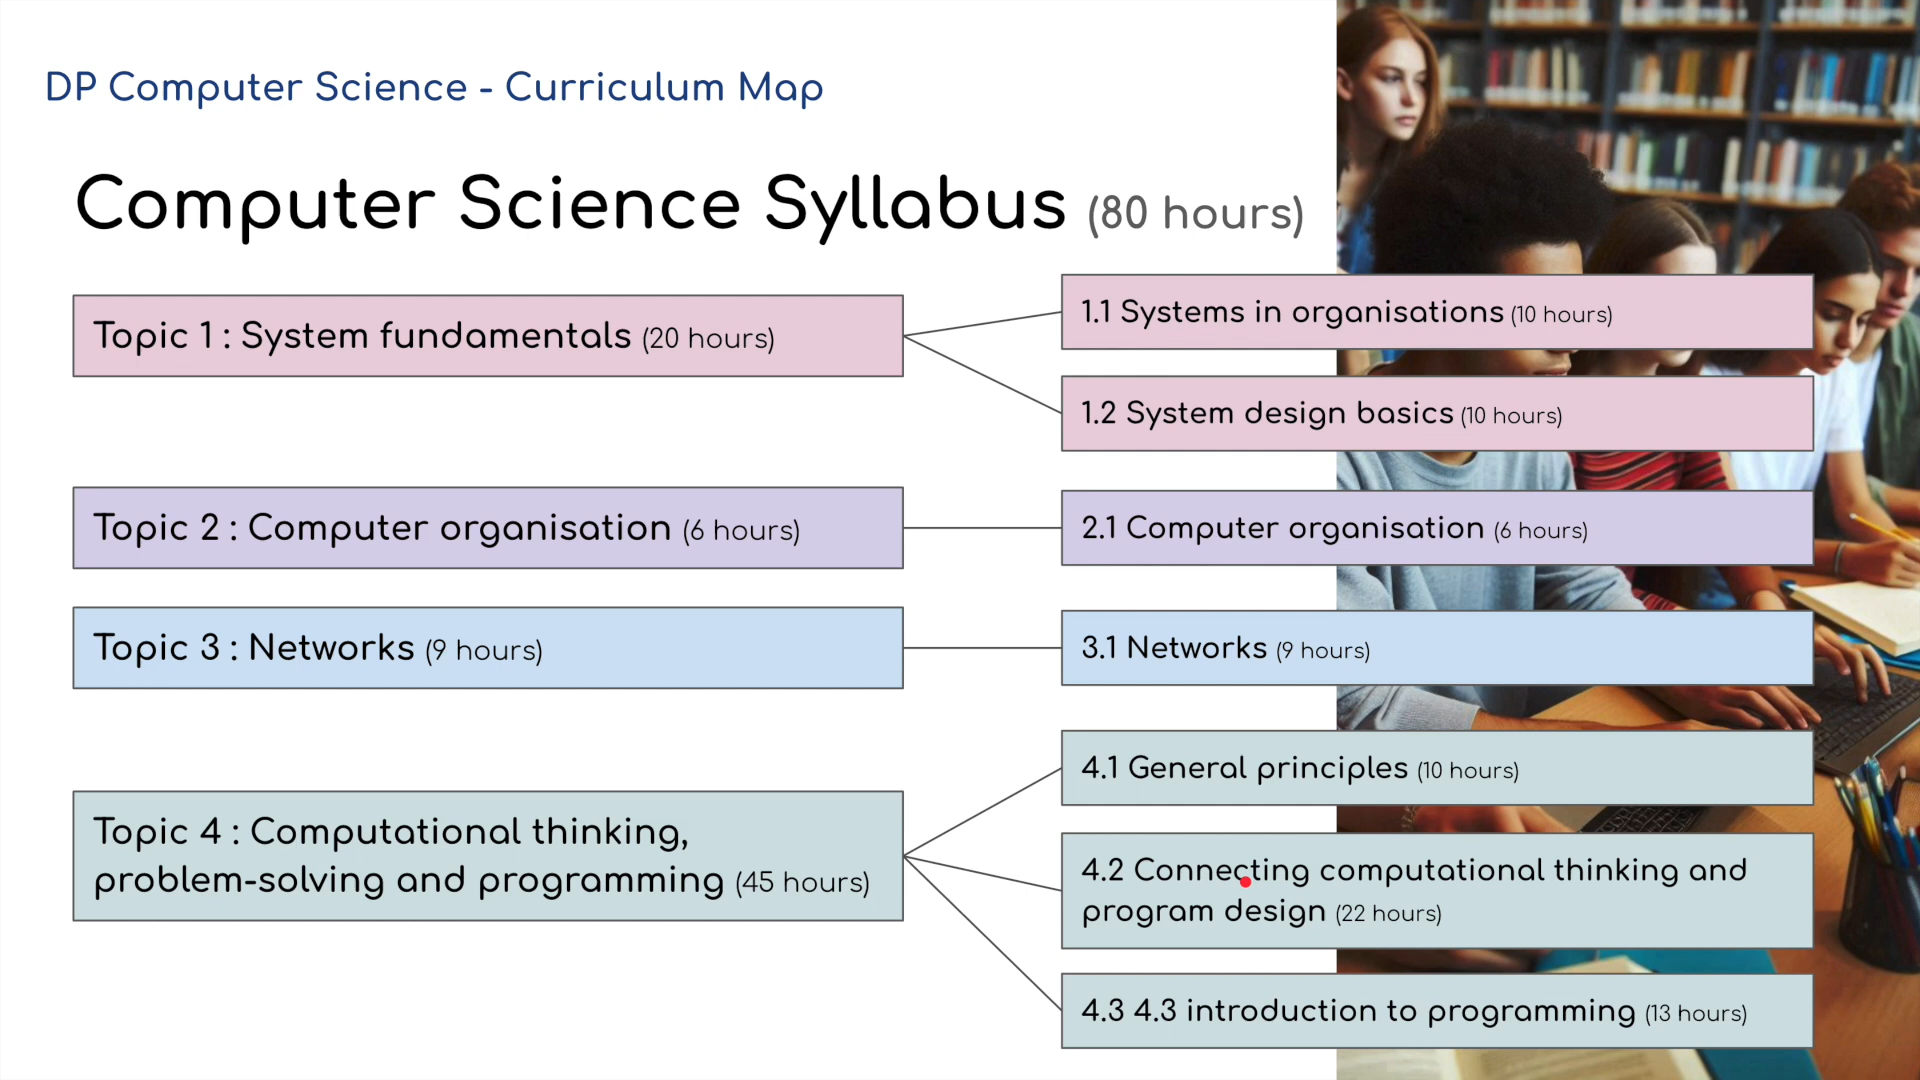 DP Computer Science - Curriculum Map
Computer Science Syllabus (80 hours)
Topic 1 : System fundamentals (20 hours)
1.1 Systems in organisations (10 hours)
1.2 System design basics (10 hours)
Topic 2 : Computer organisation (6 hours)
2.1 Computer organisation (6 hours)
Topic 3 : Networks (9 hours)
3.1 Networks (9 hours)
Topic 4 : Computational thinking,
problem-solving and programming (45 hours)
4.1 General principles (10 hours)
4.2 Connecting computational thinking and
program design (22 hours)
4.3 4.3 introduction to programming (13 hours)